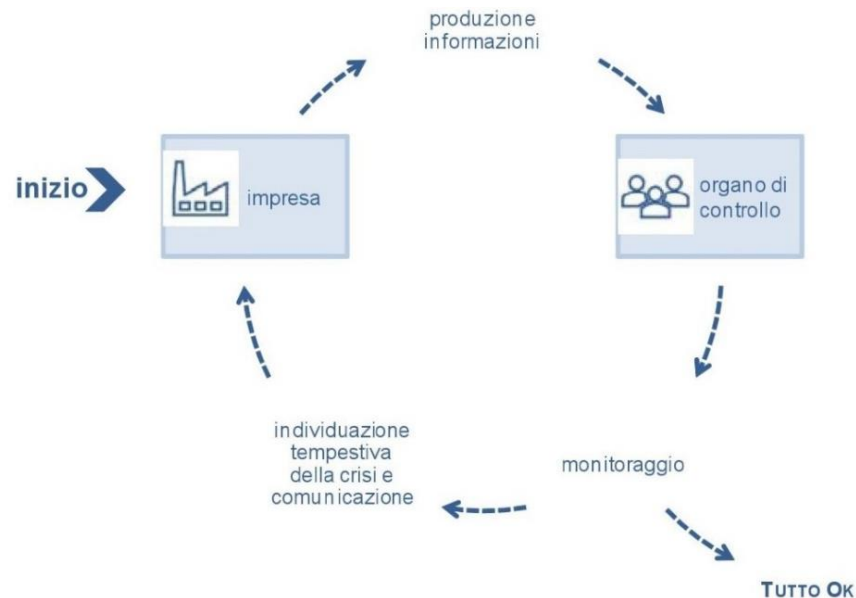 produzione
informazioni
inizio
impresa
organo di
controllo
individuazione
tempestiva
della crisi e
comunicazione
monitoraggio
TUTTO OK